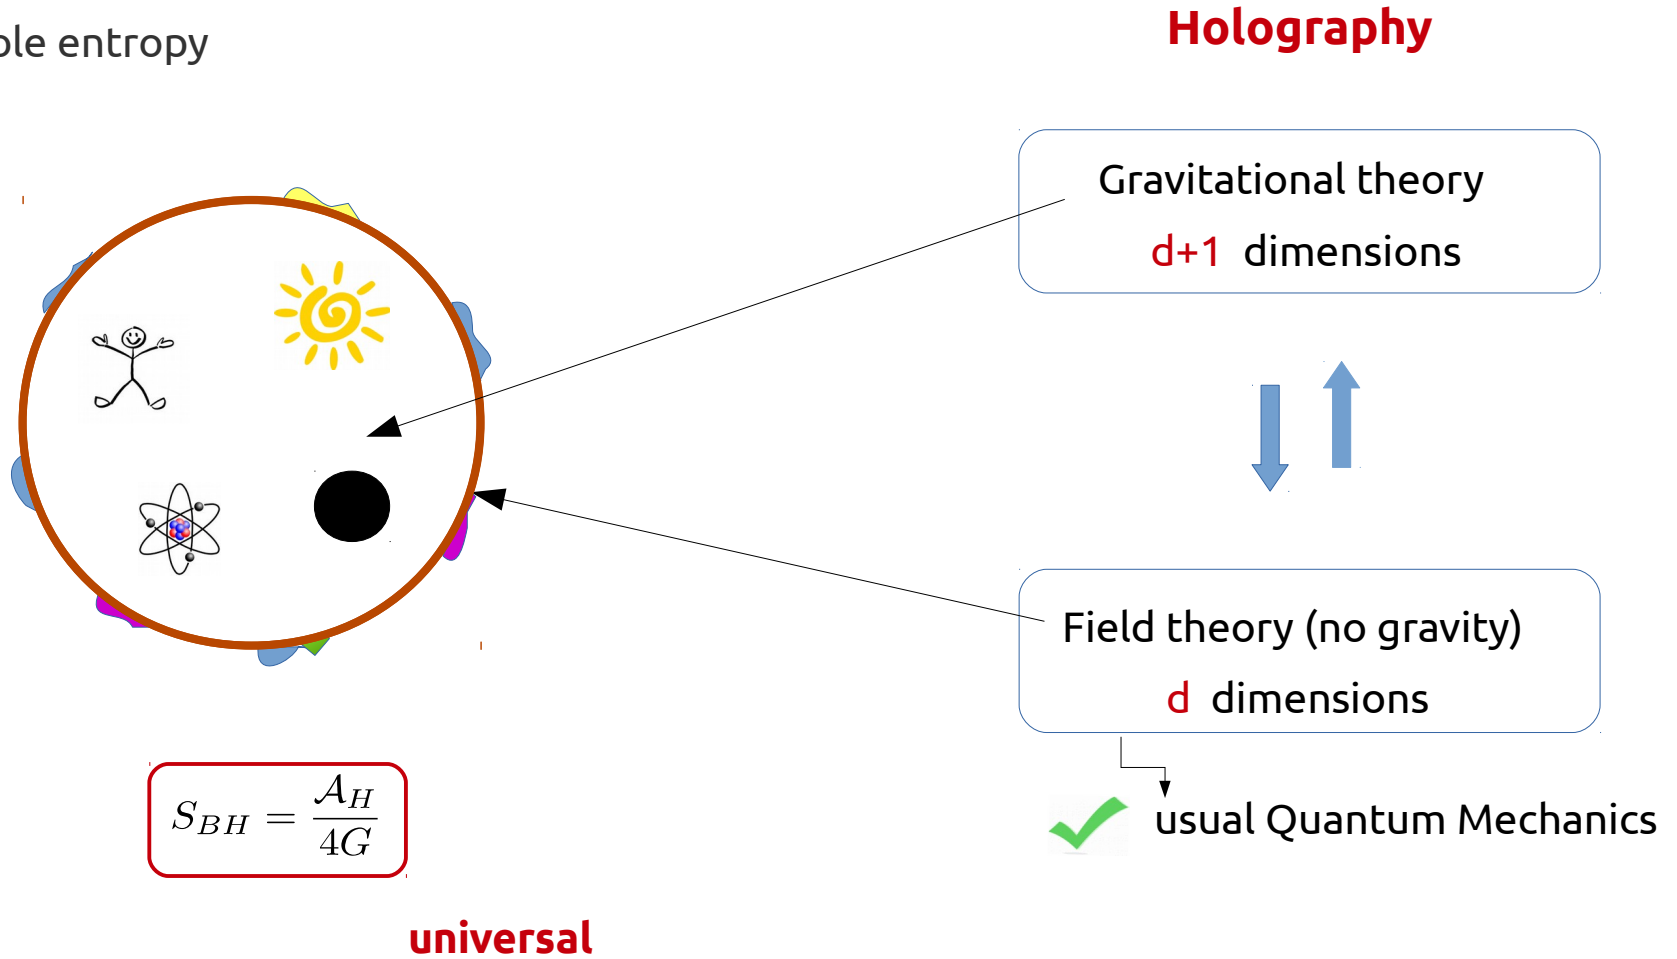 ole entropy
Holography
Gravitational theory
d+1 dimensions
Field theory (no gravity)
d dimensions
usual Quantum Mechanics
S_{BH} = \frac{\mathcal{A}_H}{4G}
universal